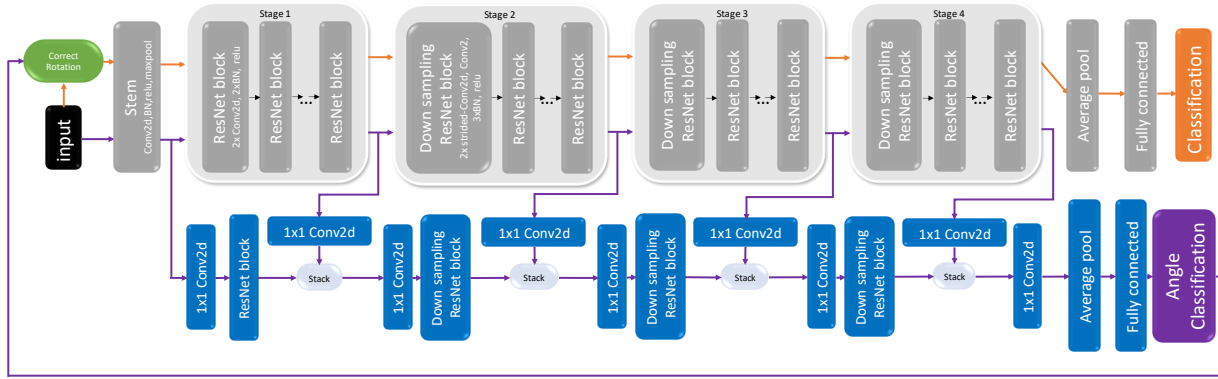 Stage 1
Stage 2
Stage 3
Stage 4
Correct
Rotation
input
Stem
Conv2d,BN,relu,maxpool
ResNet block
2x Conv2d, 2xBN, relu
ResNet block
...
ResNet block
Down sampling
ResNet block
2x strided-Conv2d, Conv2,
3xBN, relu
ResNet block
...
ResNet block
Down sampling
ResNet block
ResNet block
...
ResNet block
Down sampling
ResNet block
ResNet block
...
ResNet block
Average pool
Fully connected
Classification
1x1 Conv2d
1x1 Conv2d
1x1 Conv2d
1x1 Conv2d
1x1 Conv2d
ResNet block
Stack
1x1 Conv2d
Down sampling
ResNet block
Stack
1x1 Conv2d
Down sampling
ResNet block
Stack
1x1 Conv2d
Down sampling
ResNet block
Stack
1x1 Conv2d
Average pool
Fully connected
Angle
Classification